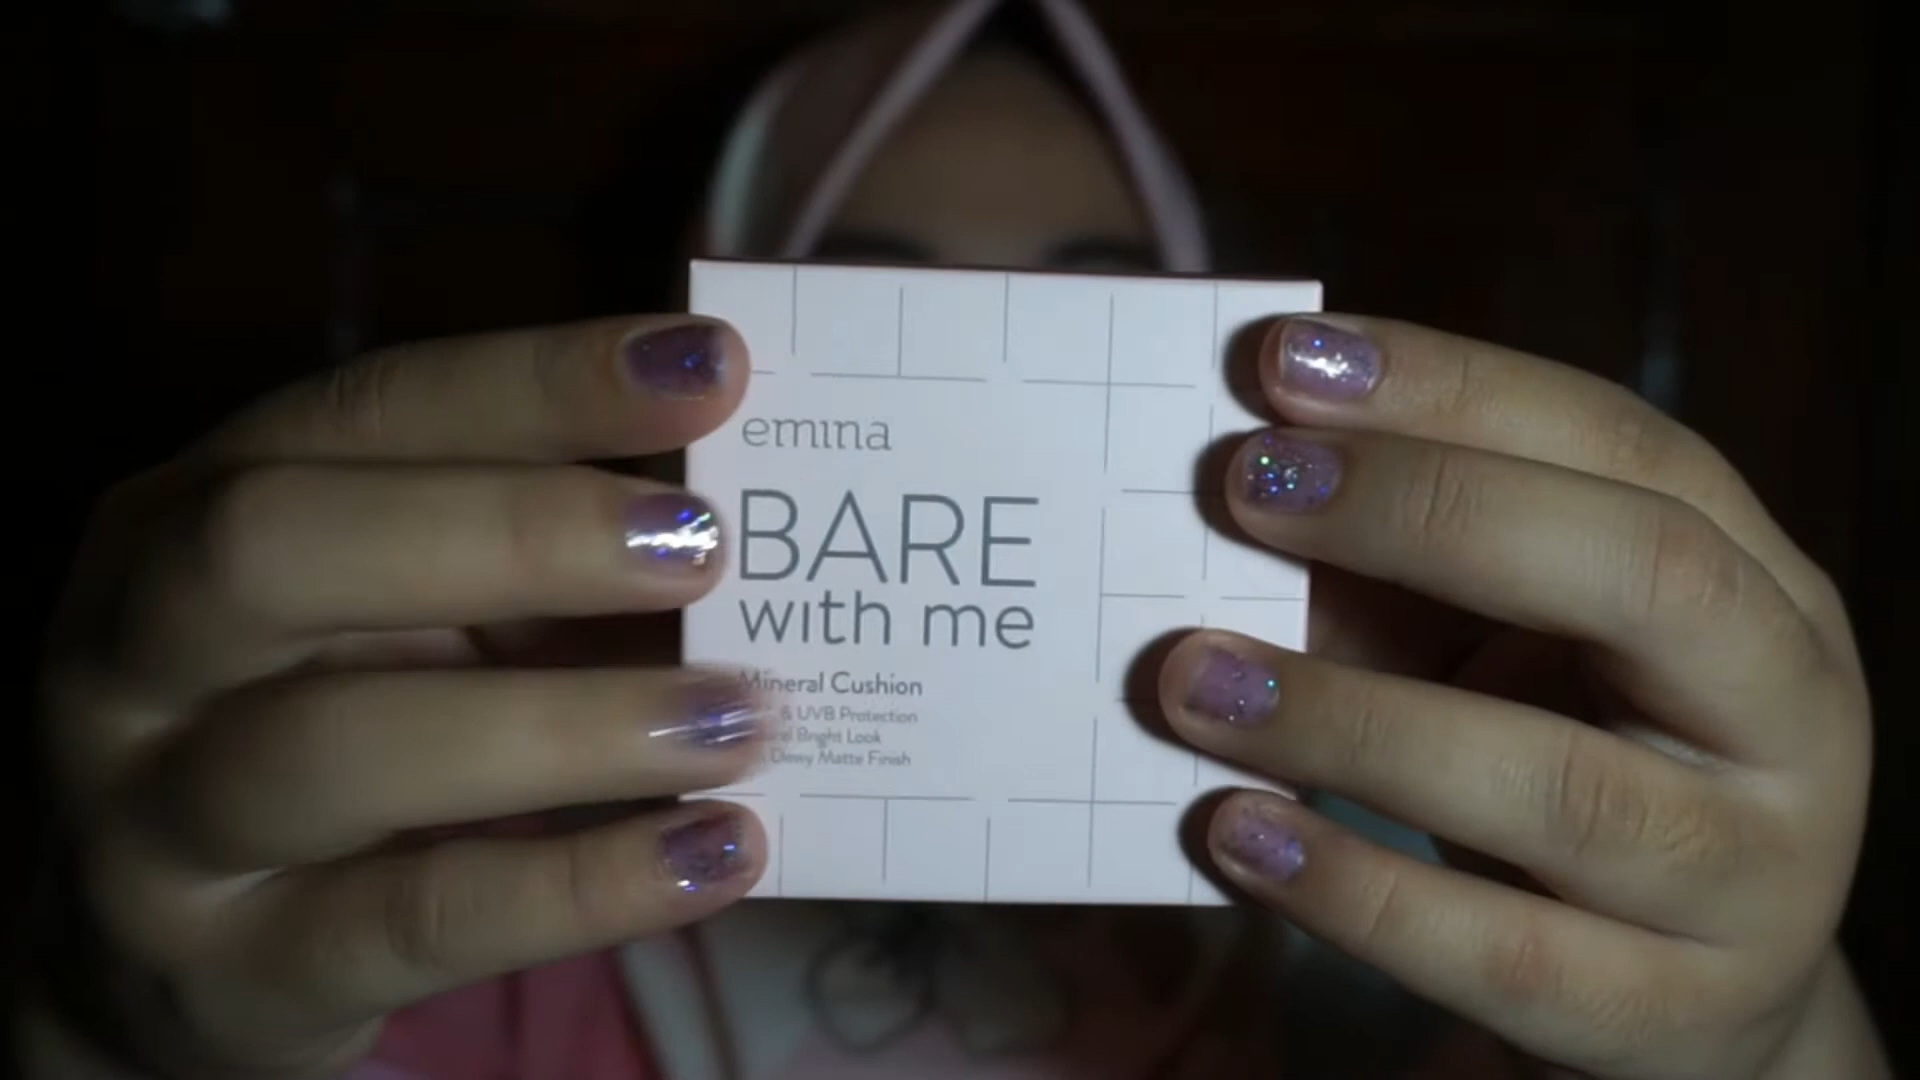 emina
BARE
with me
Mineral Cushion
& UVB Protection
Bright Look
Dewy Matte Finish